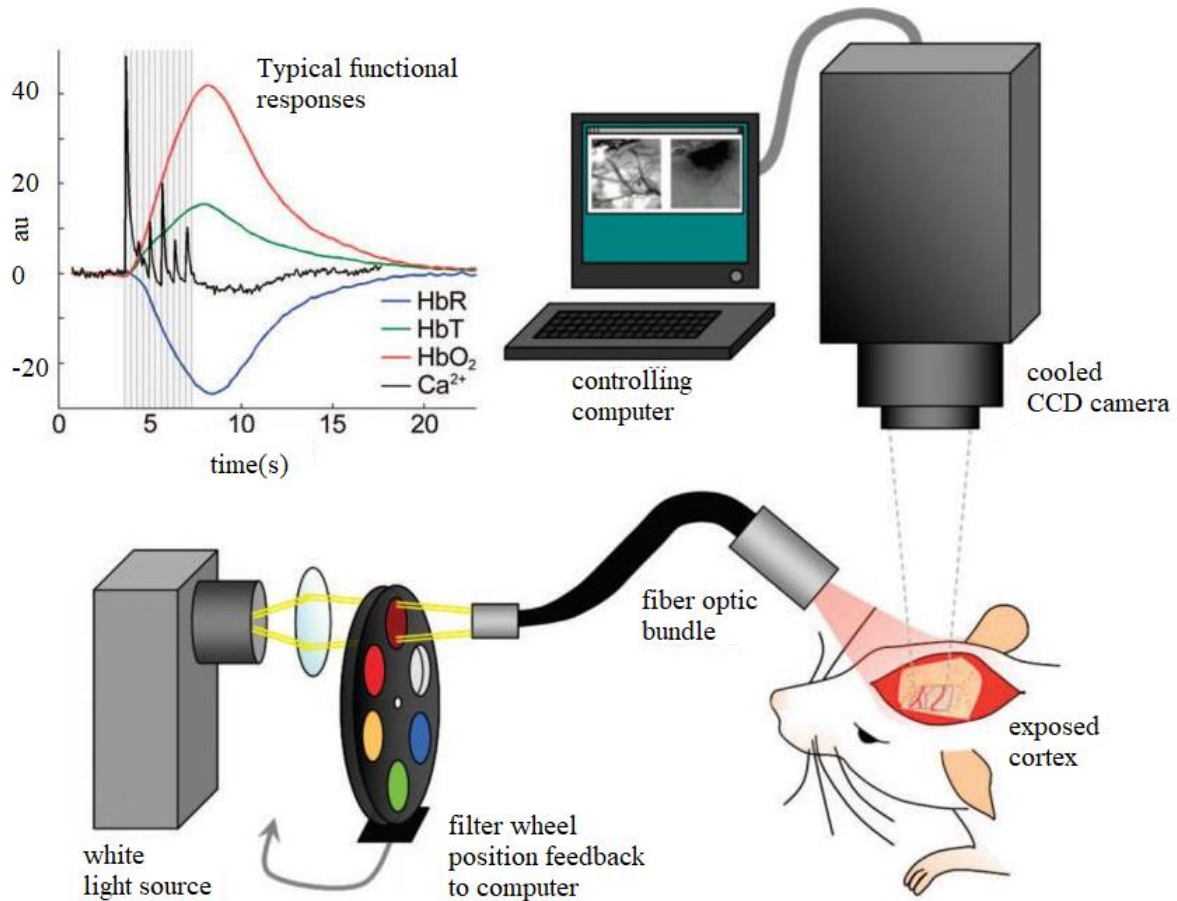 Typical functional
responses
40
20
0
-20
au
HbR
HbT
HbO₂
Ca²⁺
0
5
10
15
20
time(s)
controlling
computer
cooled
CCD camera
fiber optic
bundle
exposed
cortex
white
light source
filter wheel
position feedback
to computer